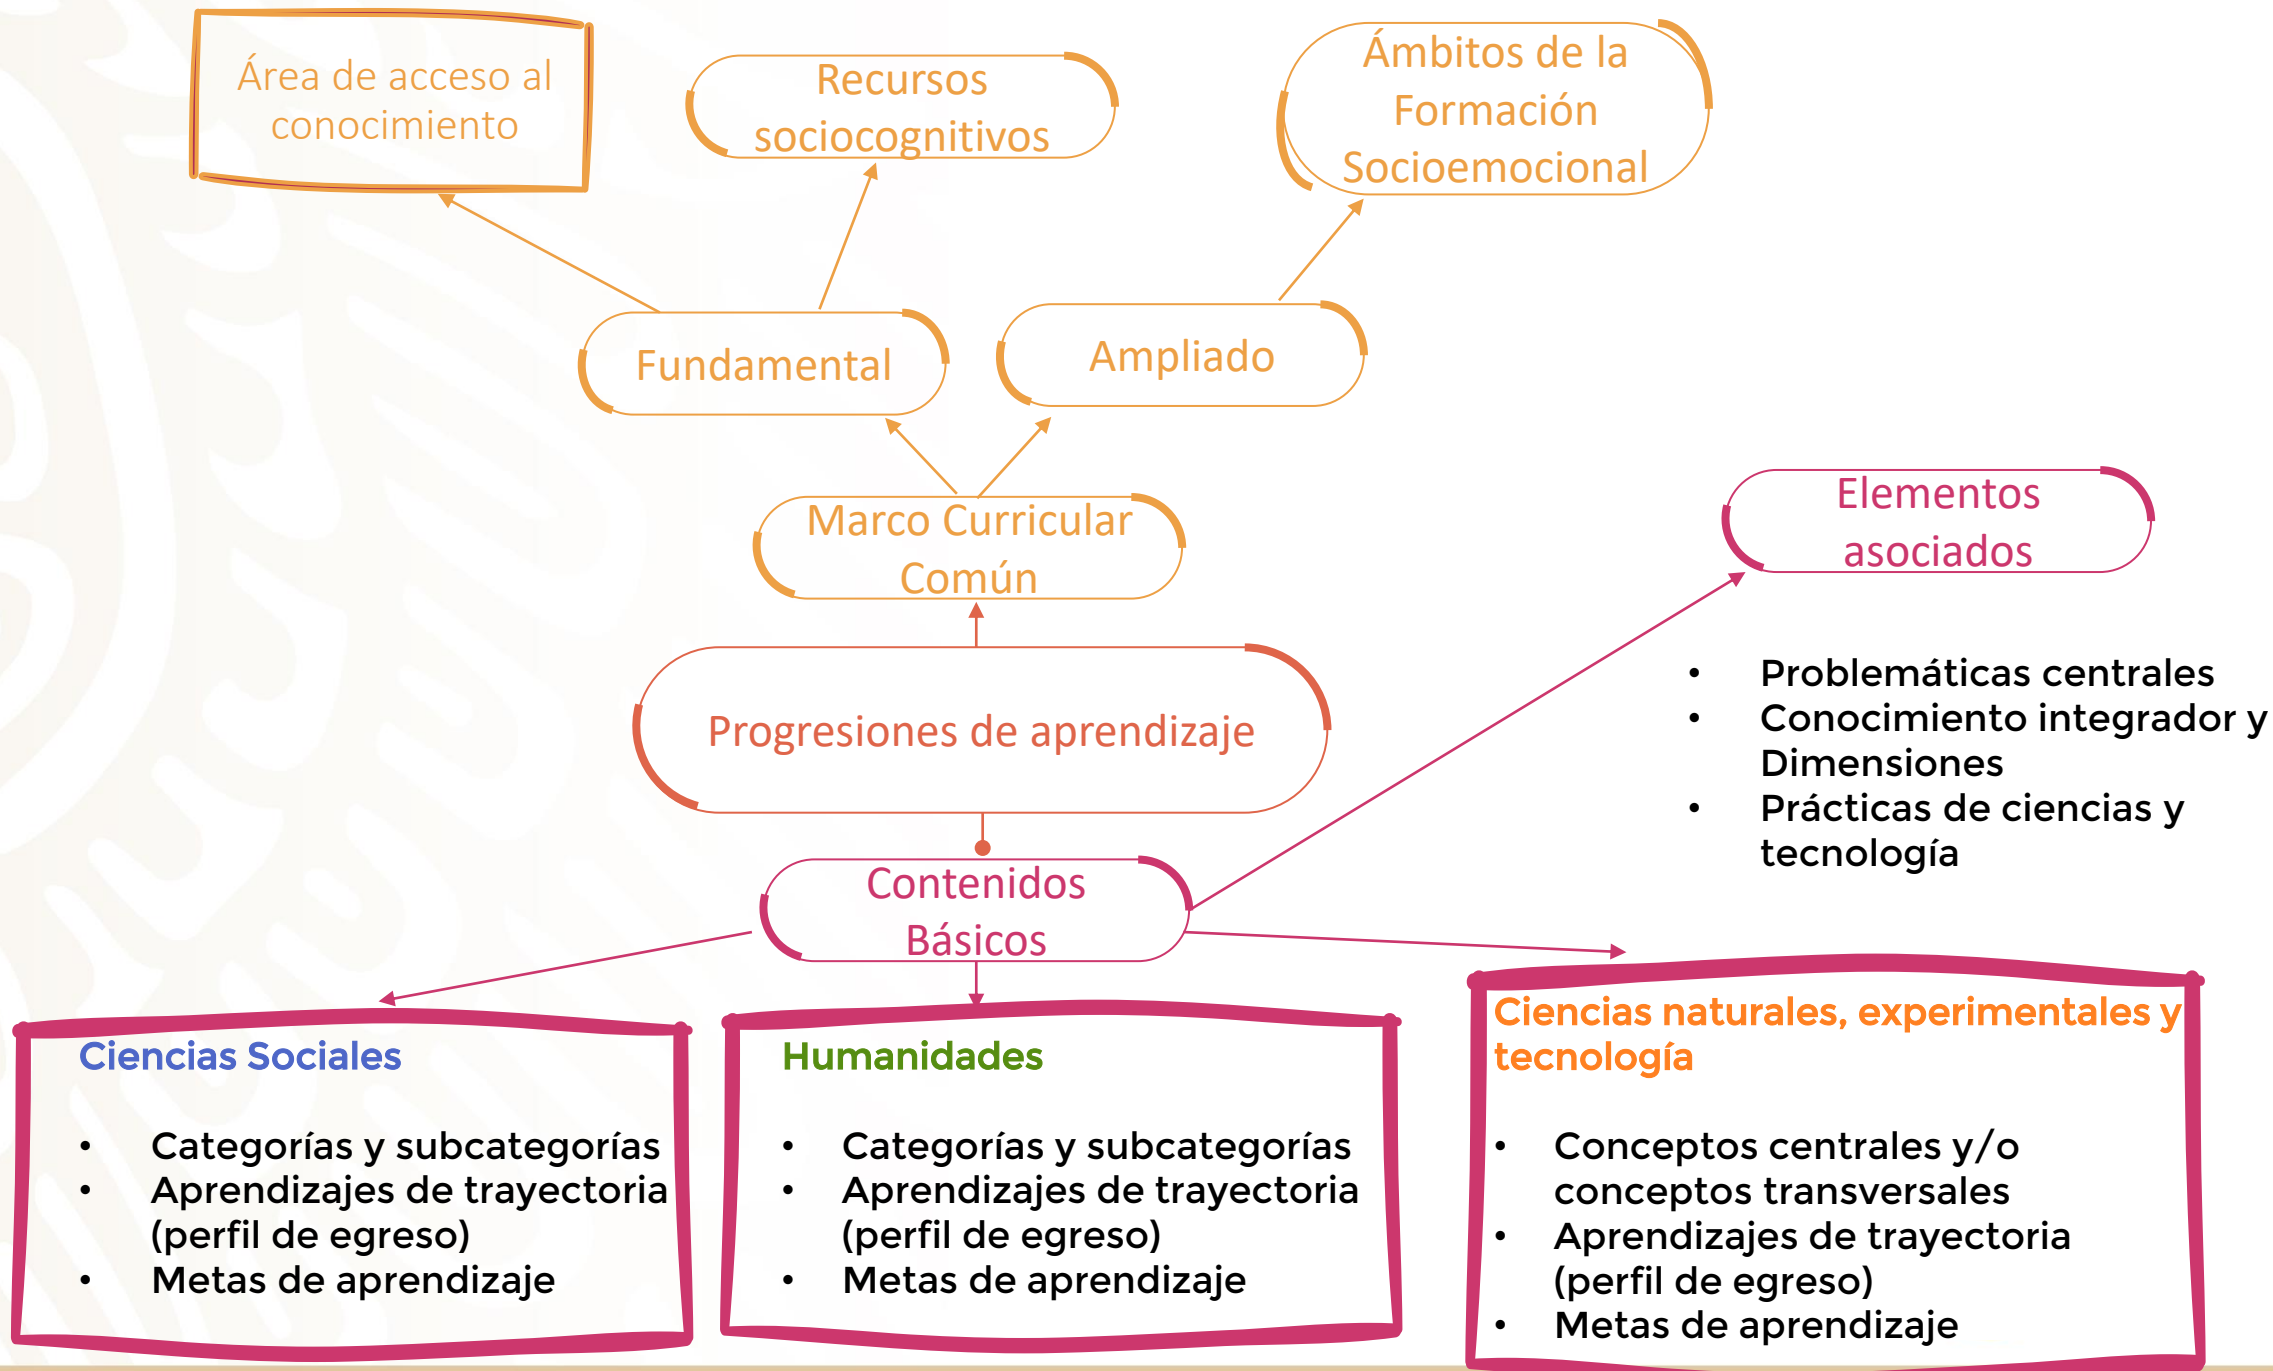 Área de acceso al
conocimiento
Recursos
sociocognitivos
Ámbitos de la
Formación
Socioemocional
Fundamental
Ampliado
Marco Curricular
Común
Elementos
asociados
• Problemáticas centrales
• Conocimiento integrador y
Dimensiones
• Prácticas de ciencias y
tecnología
Progresiones de aprendizaje
Contenidos
Básicos
Ciencias Sociales
• Categorías y subcategorías
• Aprendizajes de trayectoria
(perfil de egreso)
• Metas de aprendizaje
Humanidades
• Categorías y subcategorías
• Aprendizajes de trayectoria
(perfil de egreso)
• Metas de aprendizaje
Ciencias naturales, experimentales y
tecnología
• Conceptos centrales y/o
conceptos transversales
• Aprendizajes de trayectoria
(perfil de egreso)
• Metas de aprendizaje